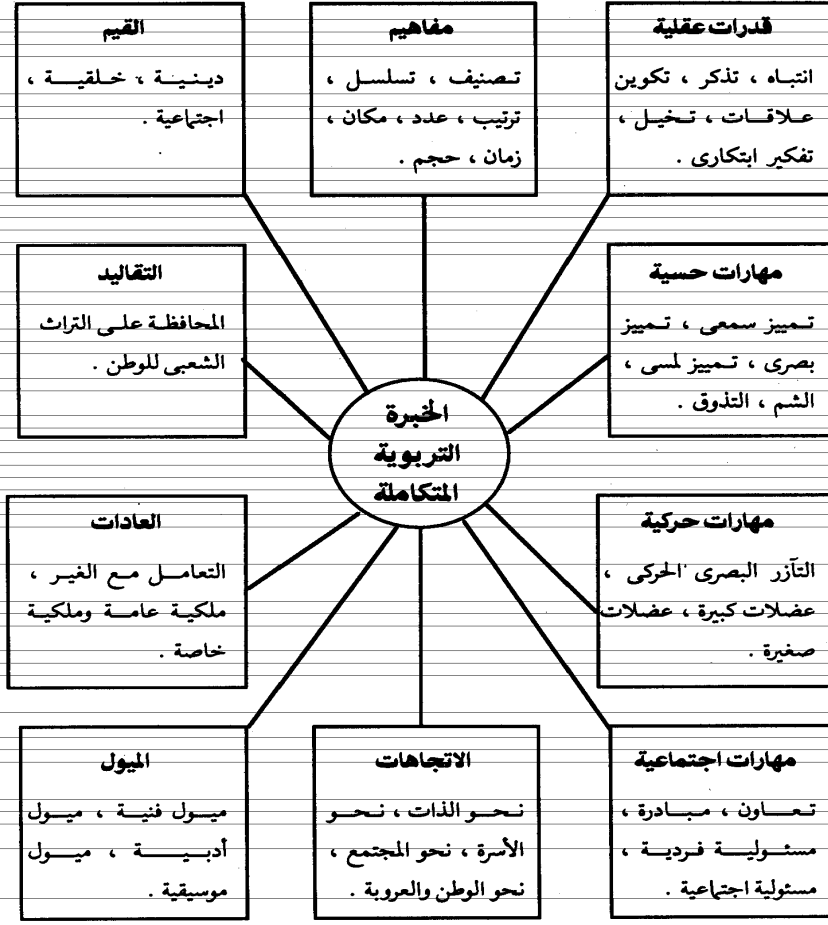 قدرات عقلية
انتباه ، تذكر ، تكوين
علاقات ، تخيل ،
تفكير ابتكارى .
مفاهيم
تصنيف ، تسلسل ،
ترتيب ، عدد ، مكان ،
زمان ، حجم .
القيم
دينية ، خلقية ،
اجتماعية .
مهارات حسية
تمييز سمعى ، تمييز
بصرى ، تمييز لمسى ،
الشم ، التذوق .
التقاليد
المحافظة على التراث
الشعبى للوطن .
الخبرة
التربوية
المتكاملة
مهارات حركية
التآزر البصرى الحركى ،
عضلات كبيرة ، عضلات
صغيرة .
العادات
التعامل مع الغير ،
ملكية عامة وملكية
خاصة .
مهارات اجتماعية
تعاون ، مبادرة ،
مسئولية فردية ،
مسئولية اجتماعية .
الاتجاهات
نحو الذات ، نحو
الأسرة ، نحو المجتمع ،
نحو الوطن والعروبة .
الميول
ميول فنية ، ميول
أدبية ، ميول
موسيقية .